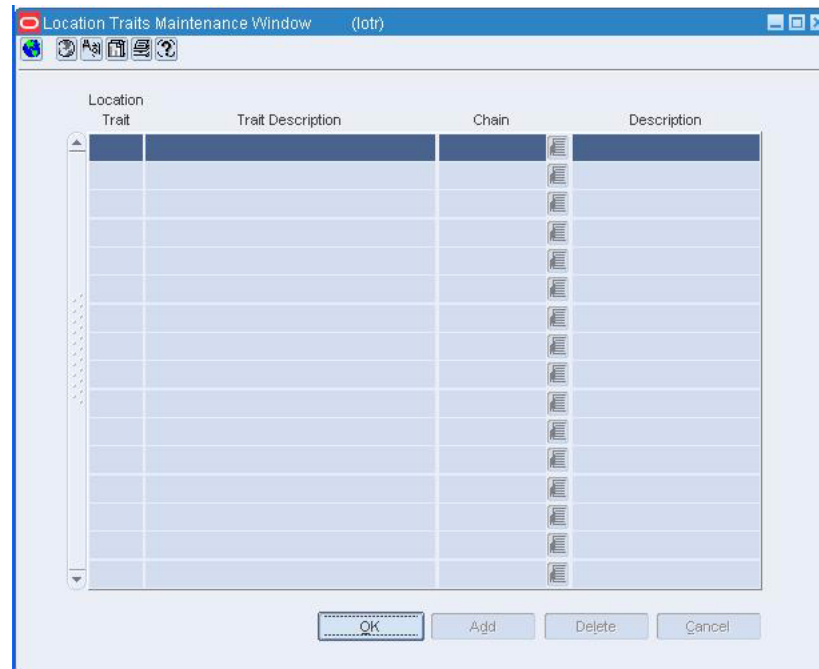 Location Traits Maintenance Window (lotr)
Location
Trait Trait Description Chain Description
OK Add Delete Cancel